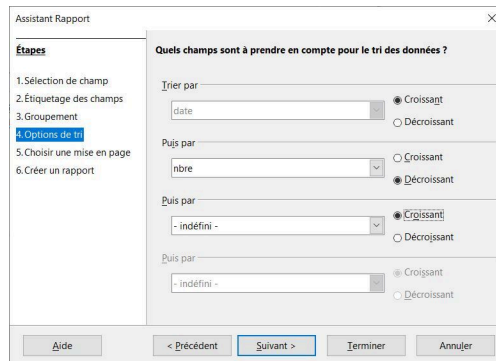 Assistant Rapport
Étapes
1.Sélection de champ
2.Étiquetage des champs
3.Groupement
4.Options de tri
5.Choisir une mise en page
6.Créer un rapport
Quels champs sont à prendre en compte pour le tri des données ?
Trier par
date
Croissant
Décroissant
Puis par
nbre
Croissant
Décroissant
Puis par
- indéfini -
Croissant
Décroissant
Puis par
- indéfini -
Croissant
Décroissant
Aide
< Précédent
Suivant >
Terminer
Annuler